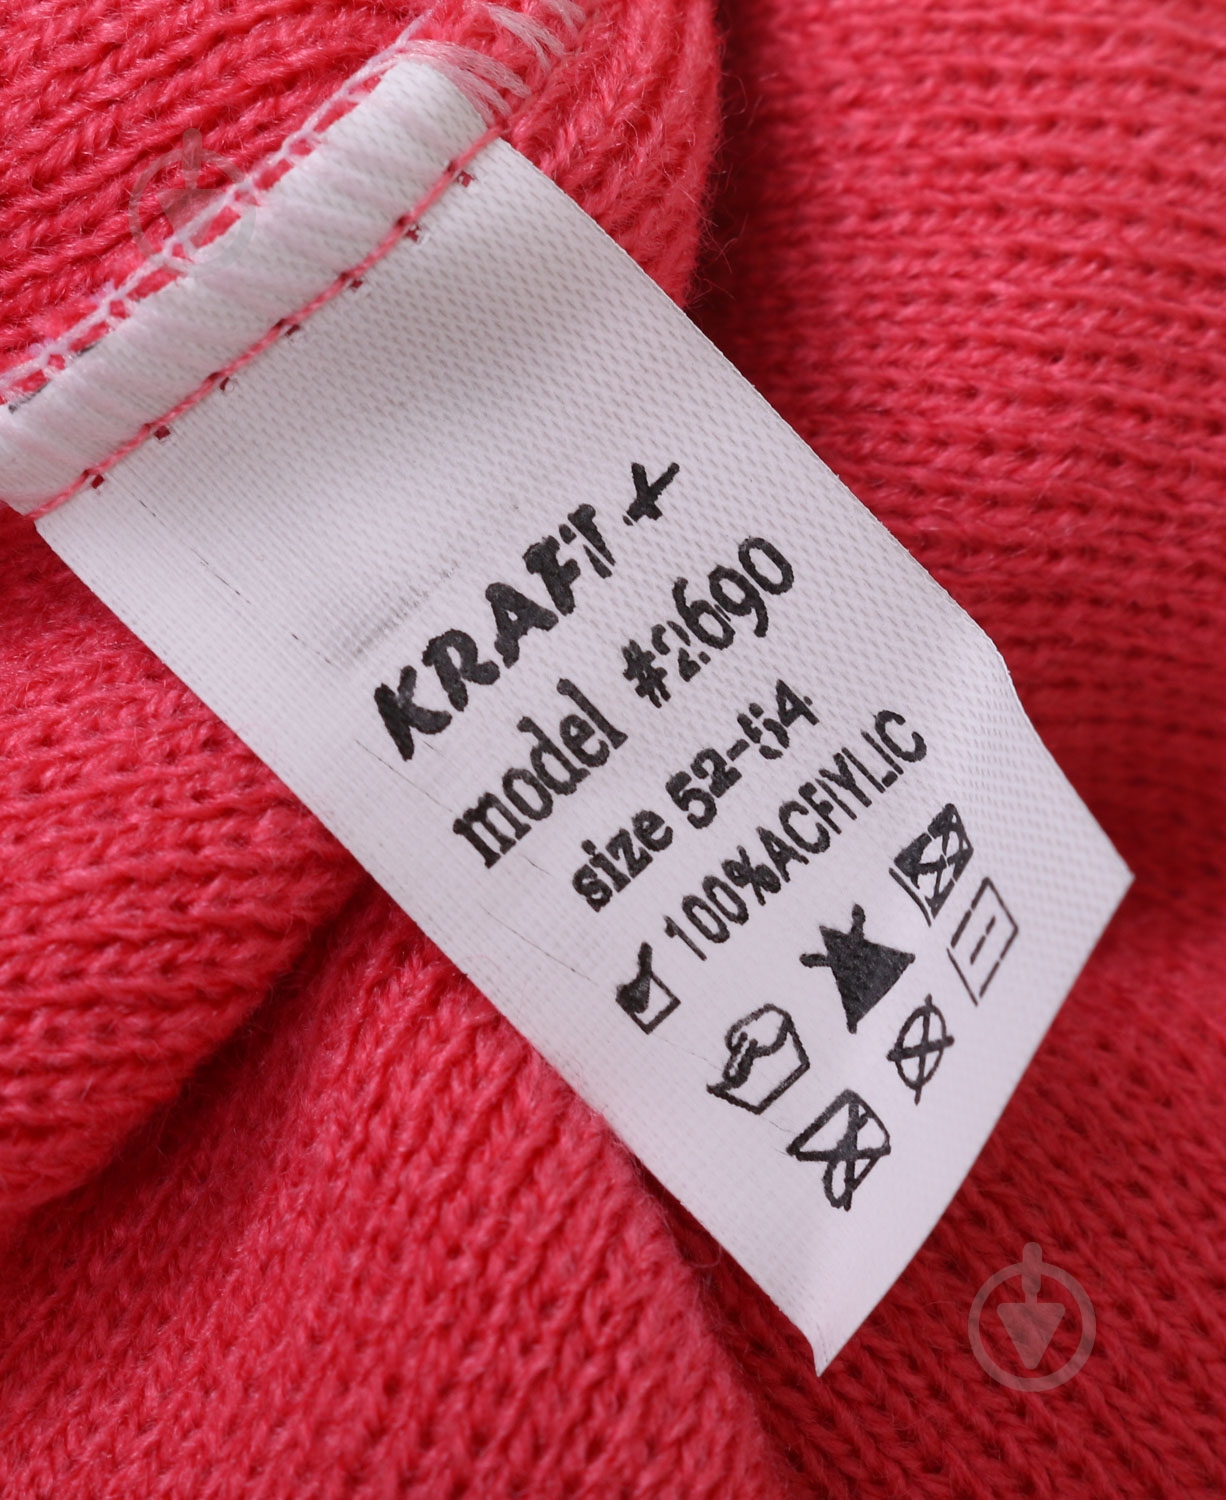 KRAFT +
model #2690
size 52-54
100%ACRYLIC